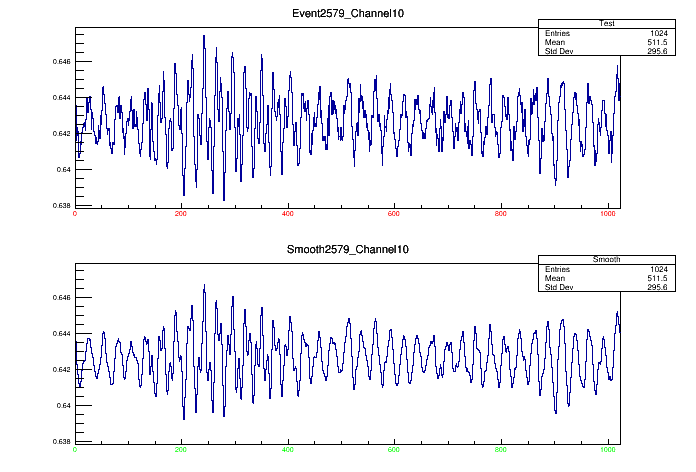 Event2579_Channel10
Test
Entries 1024
Mean 511.5
Std Dev 295.6
0.646
0.644
0.642
0.64
0.638
0 200 400 600 800 1000
Smooth2579_Channel10
Smooth
Entries 1024
Mean 511.5
Std Dev 295.6
0.646
0.644
0.642
0.64
0.638
0 200 400 600 800 1000